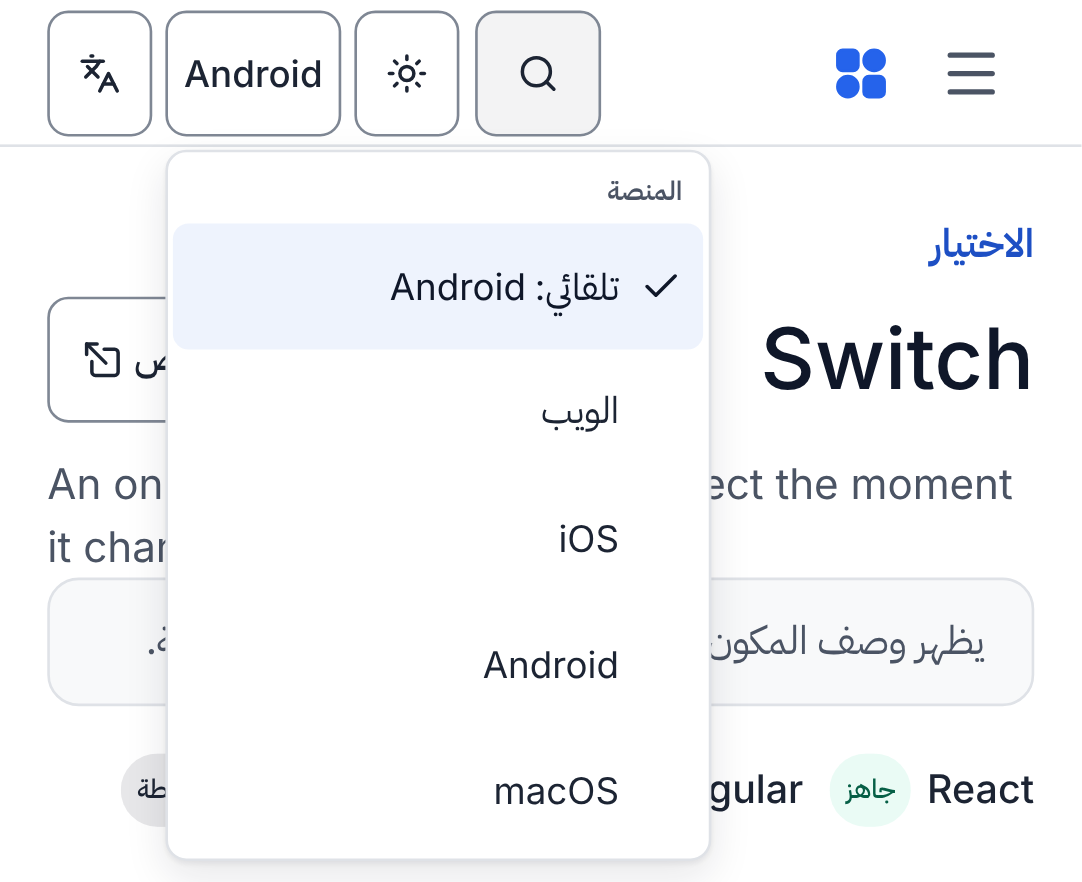 Android
المنصة
تلقائي: Android
الويب
iOS
Android
macOS
الاختيار
Switch
An on
ect the moment
it char
يظهر وصف المكون
React
جاهز
gular